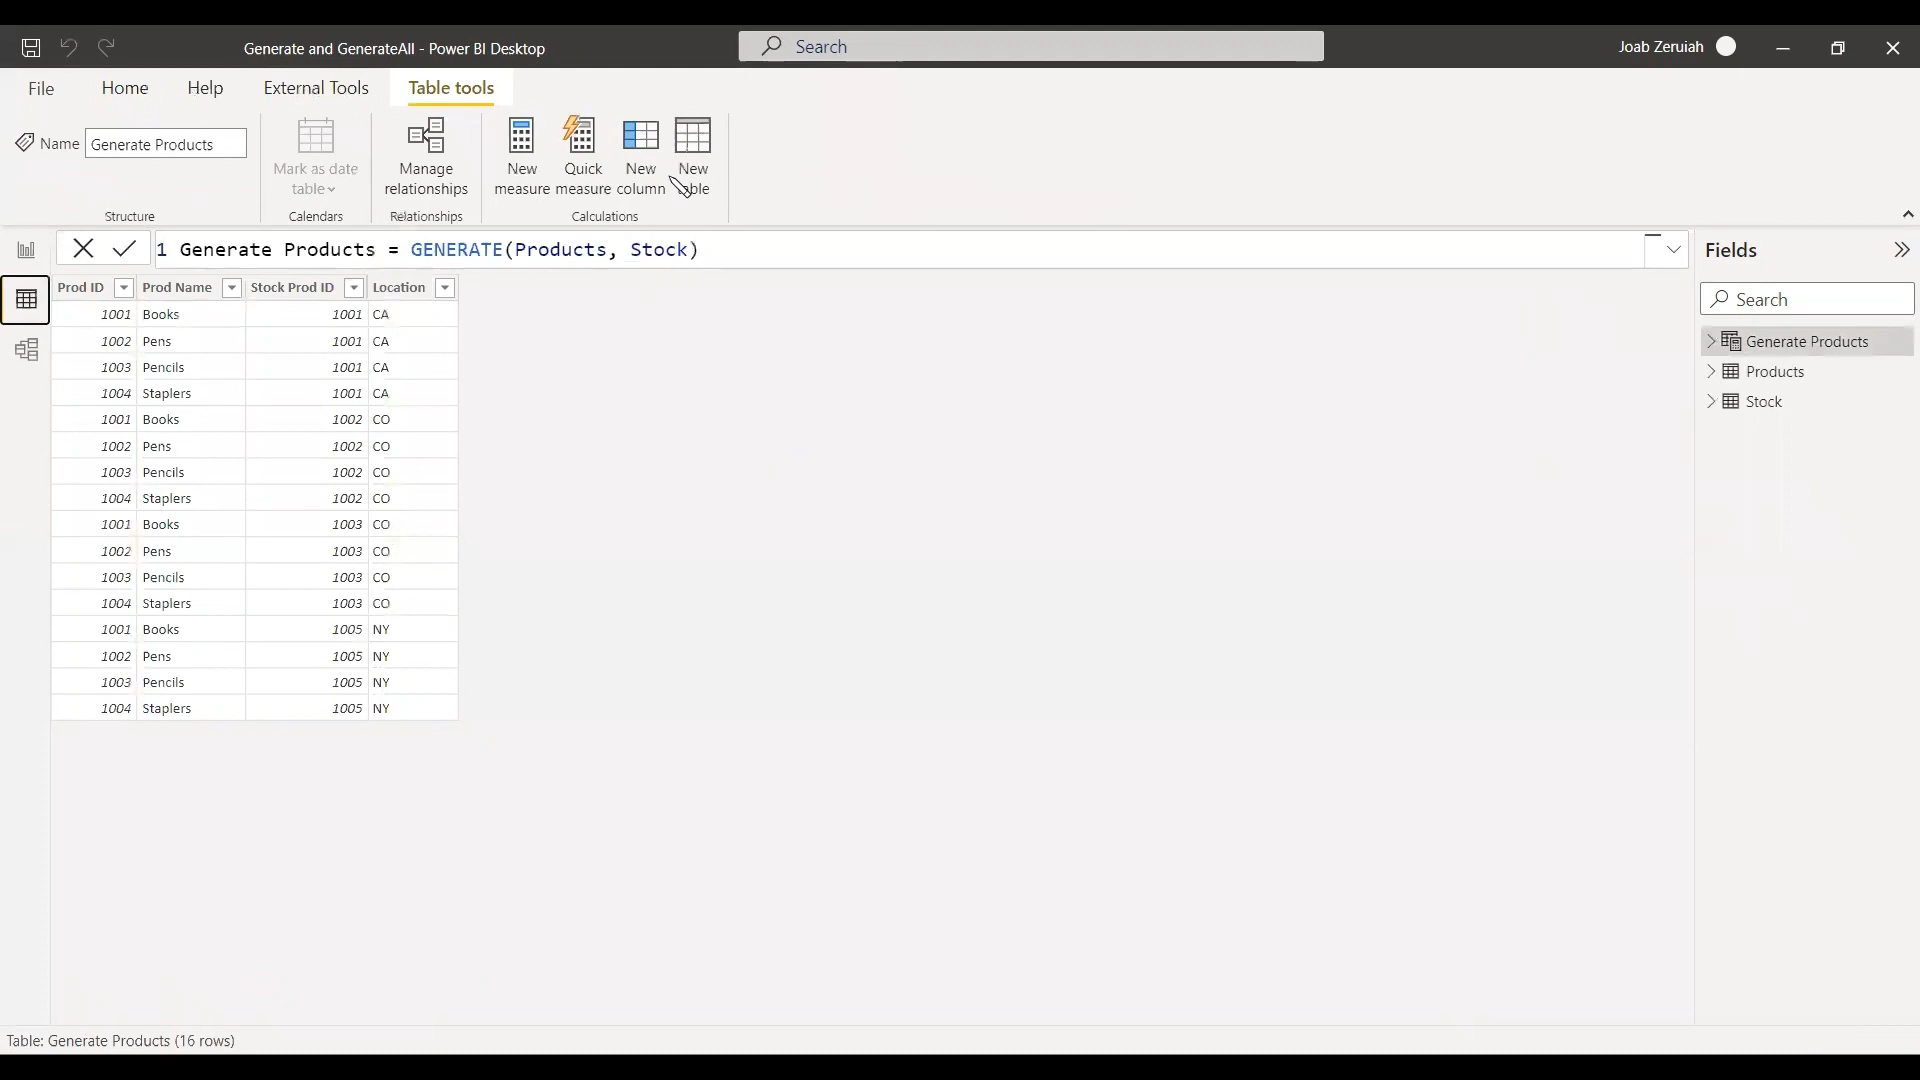 Generate and GenerateAll - Power BI Desktop
Search
Joab Zeruiah
File Home Help External Tools Table tools
Name Generate Products
Mark as date table
Manage relationships
New measure
Quick measure
New column
New
Structure Calendars Relationships Calculations
1 Generate Products = GENERATE(Products, Stock)
Fields
Search
Generate Products
Products
Stock
Prod ID Prod Name Stock Prod ID Location
1001 Books 1001 CA
1002 Pens 1001 CA
1003 Pencils 1001 CA
1004 Staplers 1001 CA
1001 Books 1002 CO
1002 Pens 1002 CO
1003 Pencils 1002 CO
1004 Staplers 1002 CO
1001 Books 1003 CO
1002 Pens 1003 CO
1003 Pencils 1003 CO
1004 Staplers 1003 CO
1001 Books 1005 NY
1002 Pens 1005 NY
1003 Pencils 1005 NY
1004 Staplers 1005 NY
Table: Generate Products (16 rows)